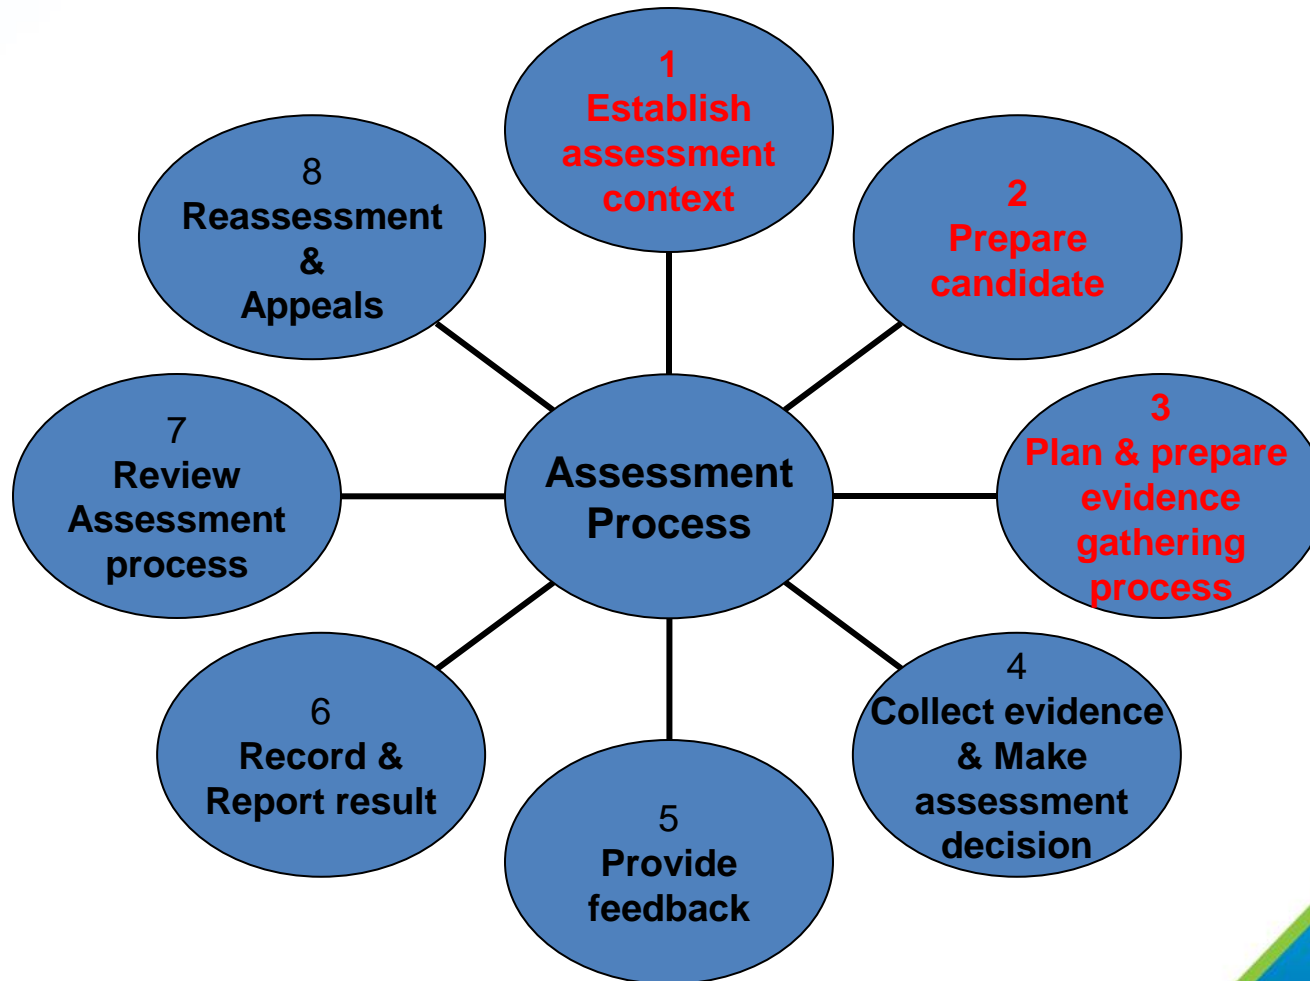 Assessment
Process
1
Establish
assessment
context
2
Prepare
candidate
3
Plan & prepare
evidence
gathering
process
4
Collect evidence
& Make
assessment
decision
5
Provide
feedback
6
Record &
Report result
7
Review
Assessment
process
8
Reassessment
&
Appeals